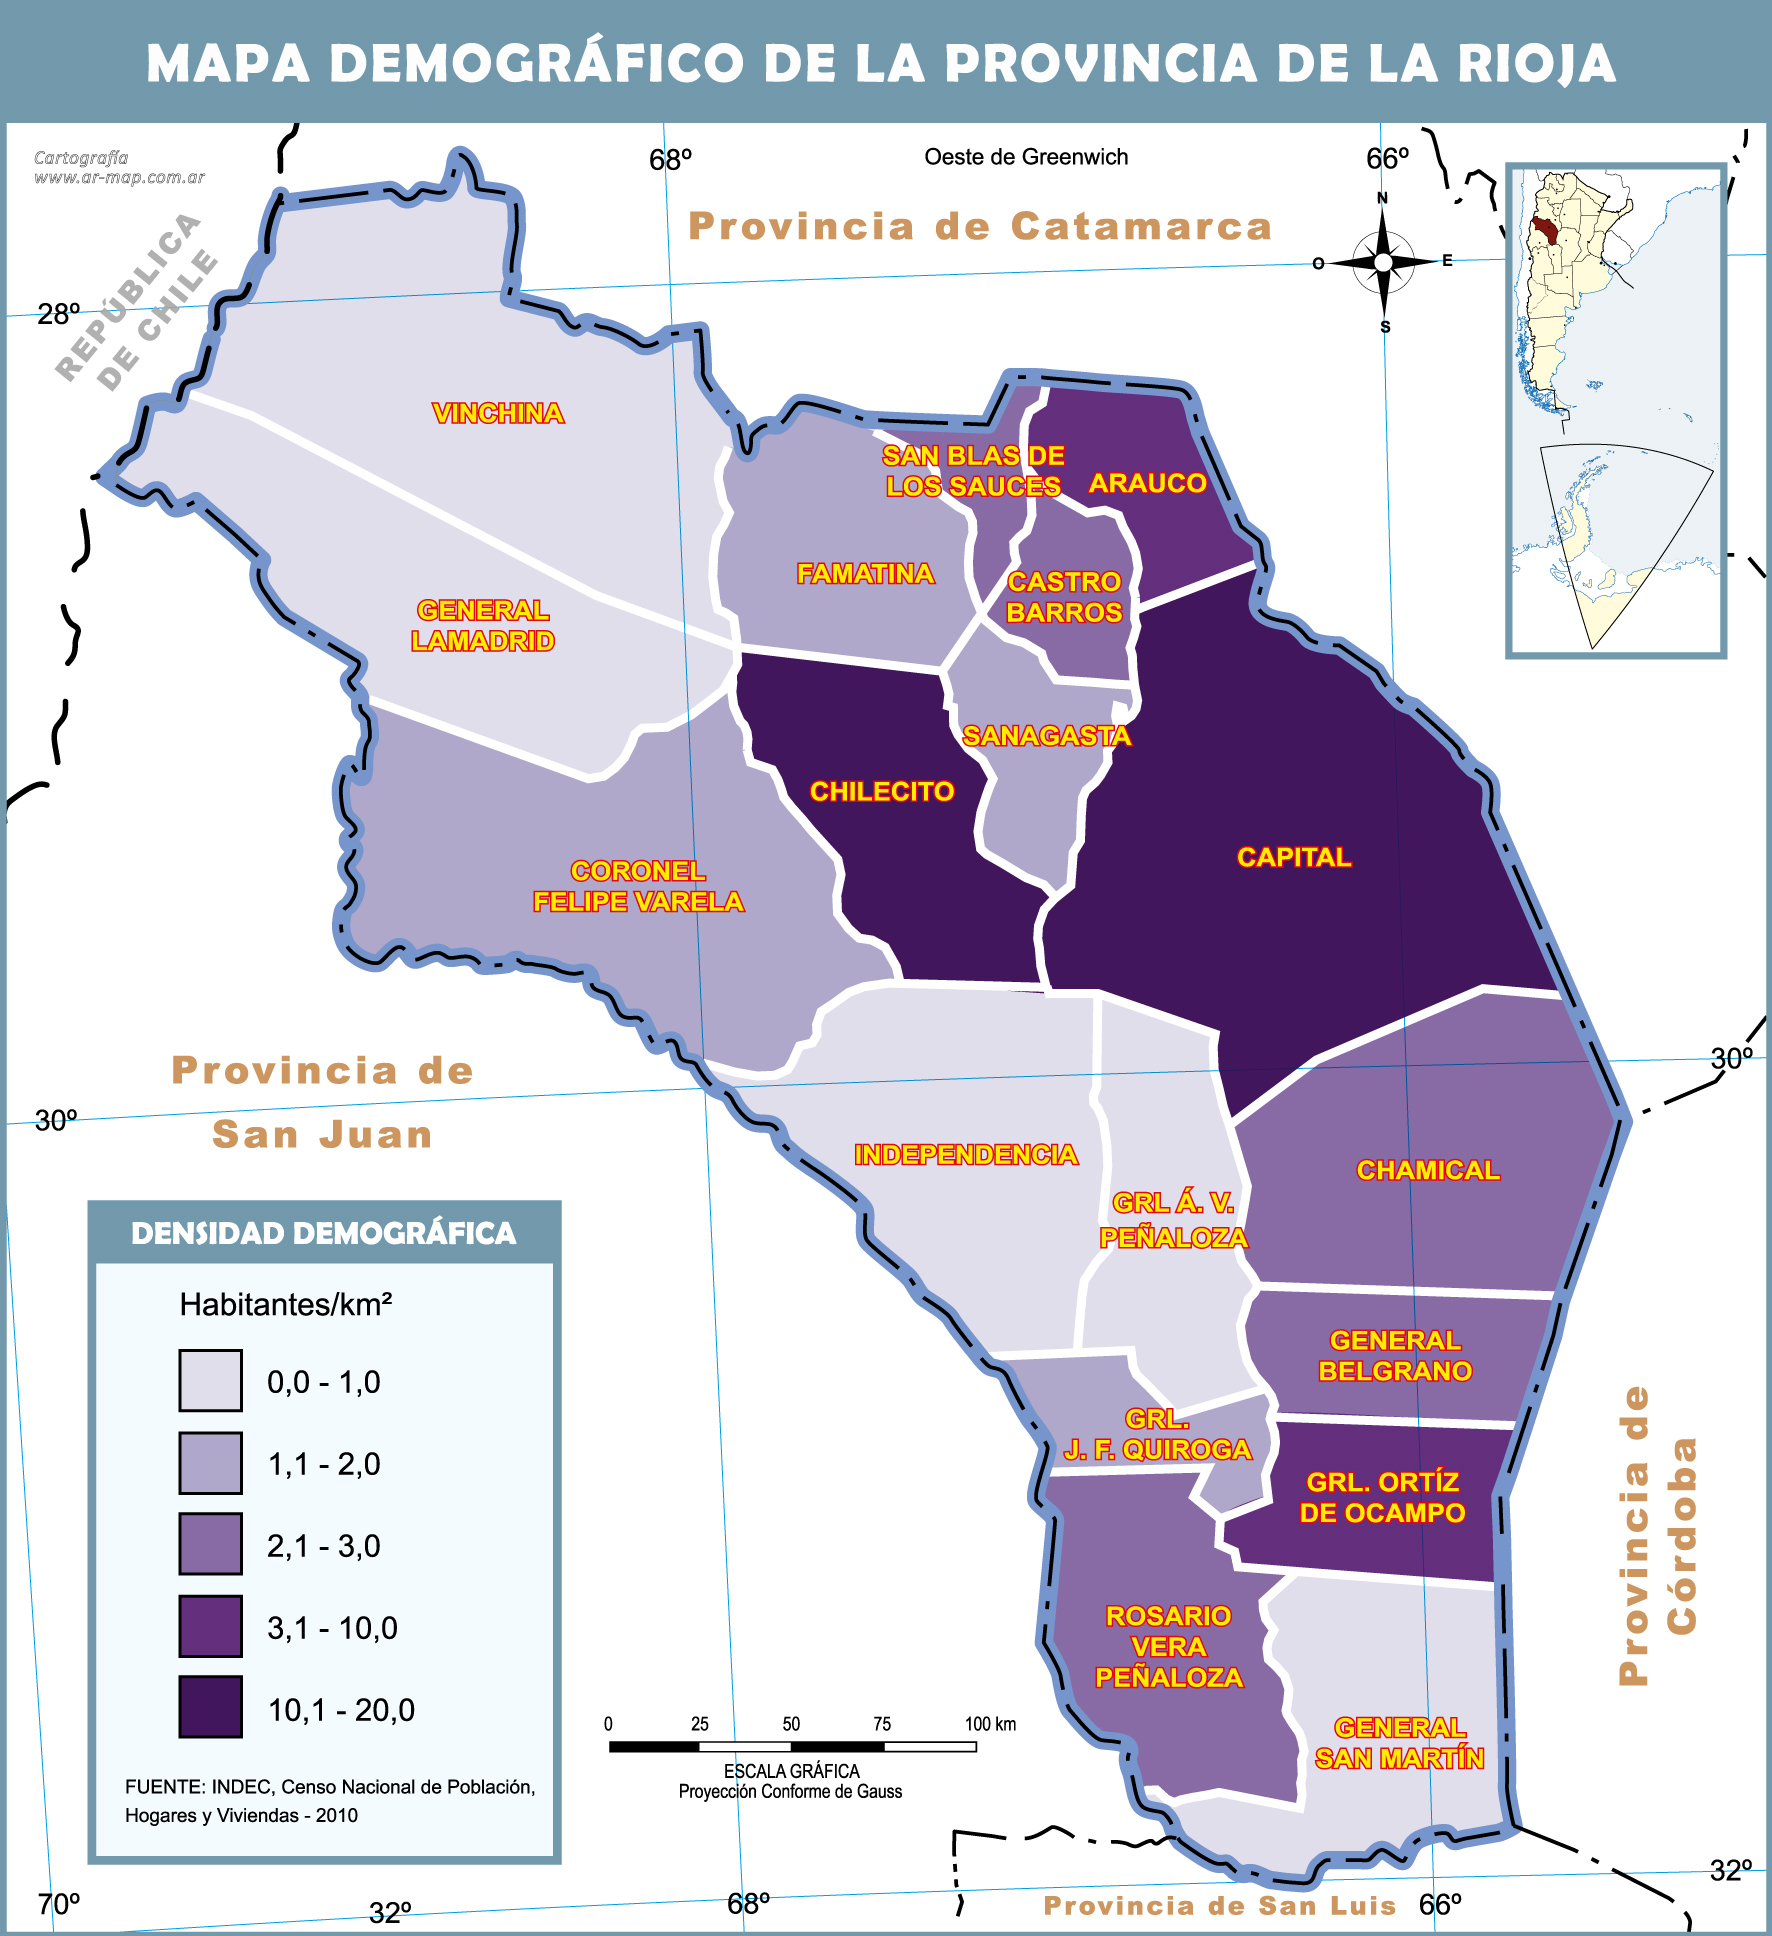 MAPA DEMOGRÁFICO DE LA PROVINCIA DE LA RIOJA
Cartografía
www.ar-map.com.ar
68º
Oeste de Greenwich
66º
Provincia de Catamarca
N
O
E
S
REPÚBLICA
DE CHILE
28º
VINCHINA
SAN BLAS DE
LOS SAUCES
ARAUCO
FAMATINA
CASTRO
BARROS
GENERAL
LAMADRID
SANAGASTA
CHILECITO
CAPITAL
CORONEL
FELIPE VARELA
30º
Provincia de
San Juan
30º
INDEPENDENCIA
CHAMICAL
GRL Á. V.
PEÑALOZA
GENERAL
BELGRANO
GRL.
J. F. QUIROGA
GRL. ORTÍZ
DE OCAMPO
Provincia de
Córdoba
ROSARIO
VERA
PEÑALOZA
GENERAL
SAN MARTÍN
DENSIDAD DEMOGRÁFICA
Habitantes/km²
0,0 - 1,0
1,1 - 2,0
2,1 - 3,0
3,1 - 10,0
10,1 - 20,0
FUENTE: INDEC, Censo Nacional de Población,
Hogares y Viviendas - 2010
0 25 50 75 100 km
ESCALA GRÁFICA
Proyección Conforme de Gauss
32º
70º
32º
68º
Provincia de San Luis
66º